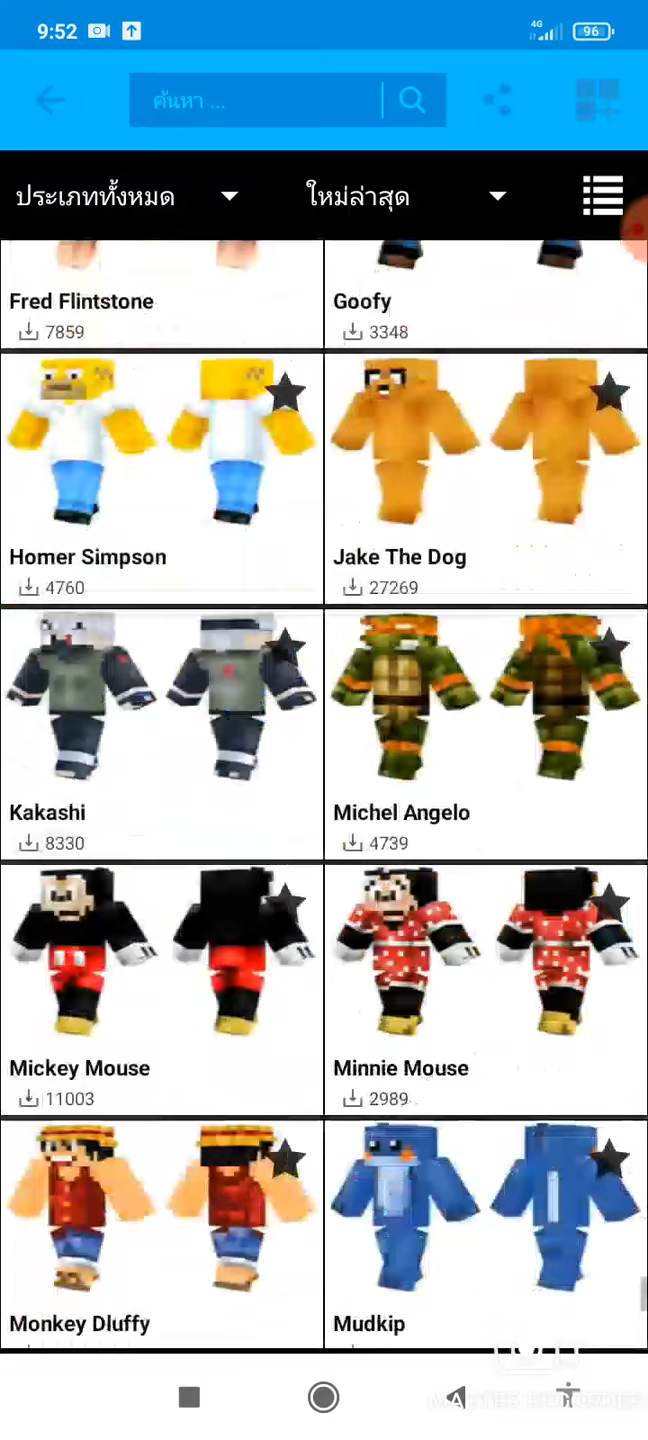 9:52
4G
96
ค้นหา ...
ประเภททั้งหมด
ใหม่ล่าสุด
Fred Flintstone
7859
Goofy
3348
Homer Simpson
4760
Jake The Dog
27269
Kakashi
8330
Michel Angelo
4739
Mickey Mouse
11003
Minnie Mouse
2989
Monkey Dluffy
Mudkip